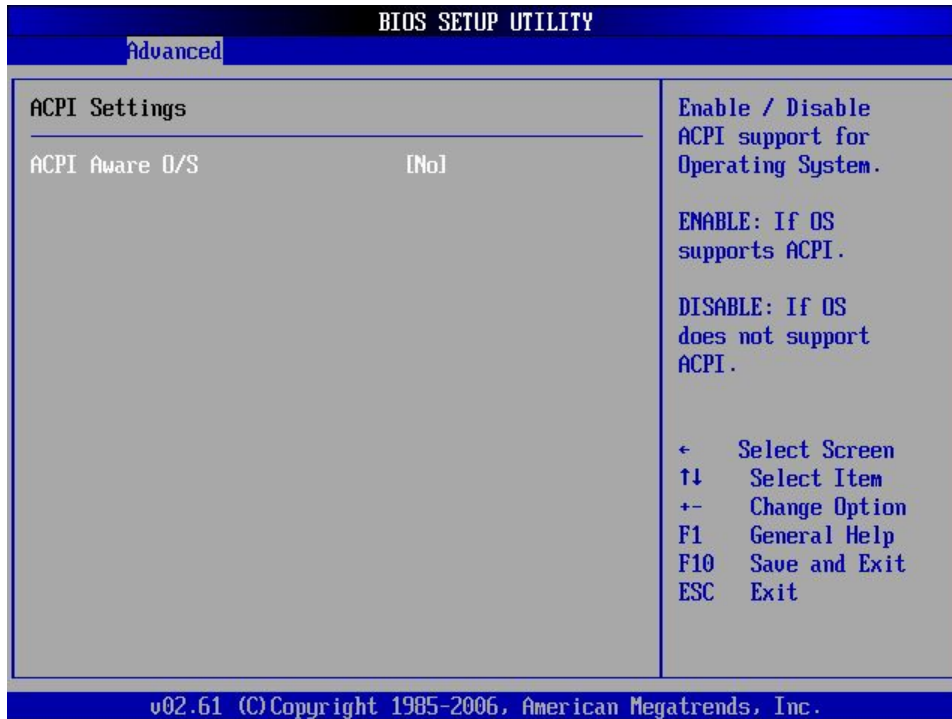 BIOS SETUP UTILITY
Advanced
ACPI Settings
ACPI Aware O/S [No]
Enable / Disable
ACPI support for
Operating System.
ENABLE: If OS
supports ACPI.
DISABLE: If OS
does not support
ACPI.
← Select Screen
↑↓ Select Item
+- Change Option
F1 General Help
F10 Save and Exit
ESC Exit
v02.61 (C)Copyright 1985-2006, American Megatrends, Inc.